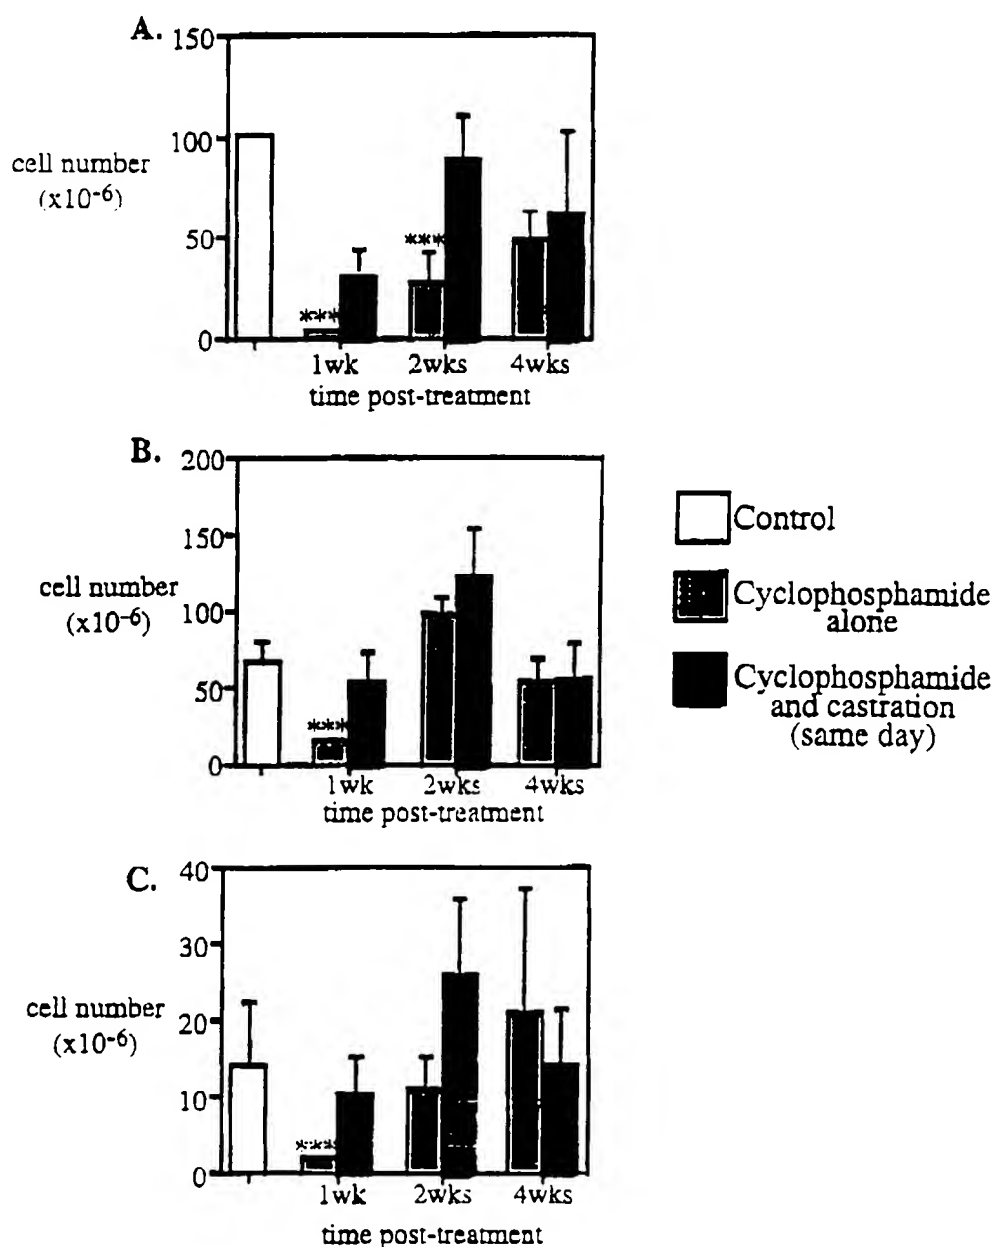 A.
150
100
50
0
cell number
(x10-6)
***
***
1wk 2wks 4wks
time post-treatment
B.
200
150
100
50
0
cell number
(x10-6)
***
1wk 2wks 4wks
time post-treatment
Control
Cyclophosphamide
alone
Cyclophosphamide
and castration
(same day)
C.
40
30
20
10
0
cell number
(x10-6)
***
1wk 2wks 4wks
time post-treatment